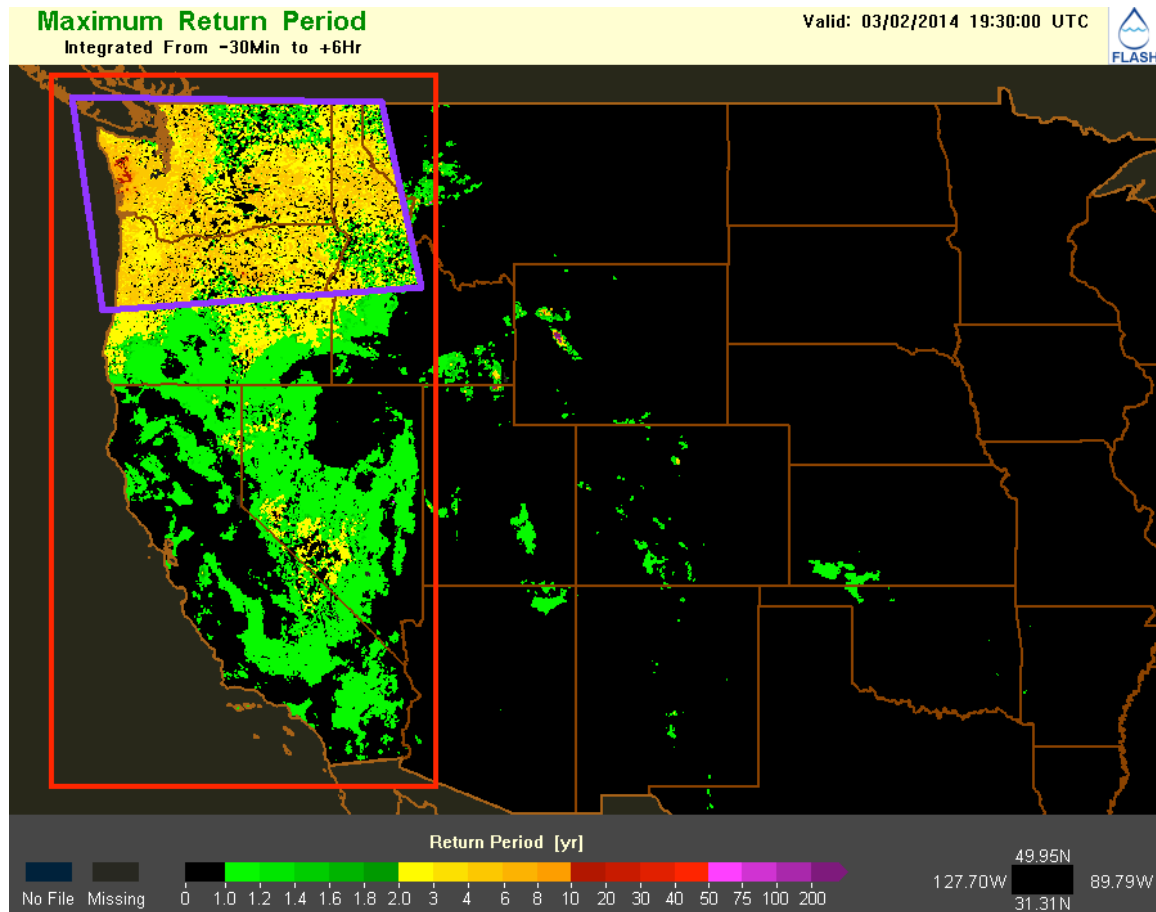 Maximum Return Period
Integrated From -30Min to +6Hr
Valid: 03/02/2014 19:30:00 UTC
FLASH
Return Period [yr]
No File
Missing
0 1.0 1.2 1.4 1.6 1.8 2.0 3 4 6 8 10 20 30 40 50 75 100 200
49.95N
127.70W
89.79W
31.31N